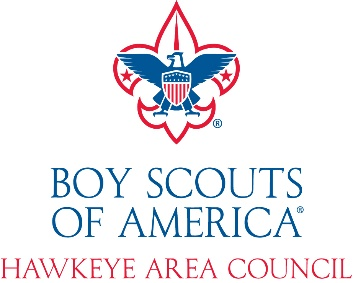 ®
BOY SCOUTS
OF AMERICA®
HAWKEYE AREA COUNCIL